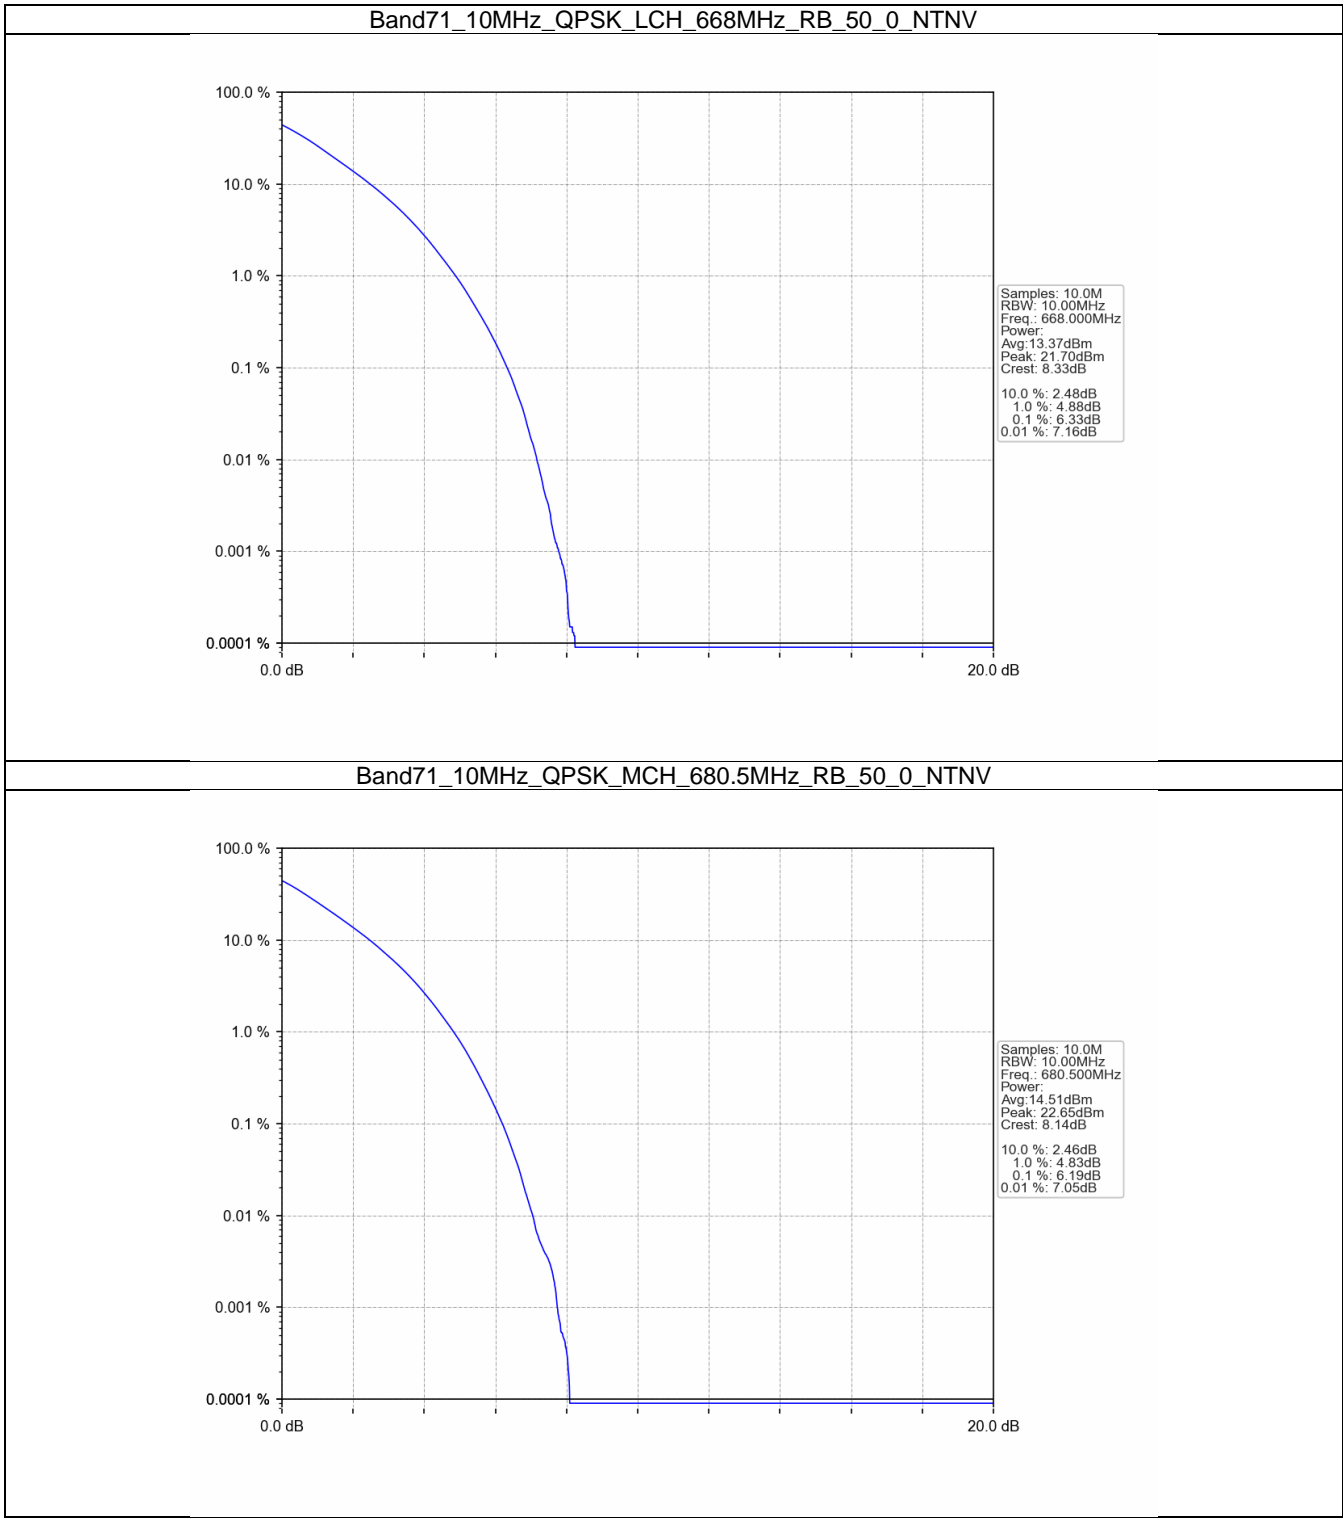 Band71_10MHz_QPSK_LCH_668MHz_RB_50_0_NTNV
100.0 %
10.0 %
1.0 %
0.1 %
0.01 %
0.001 %
0.0001 %
0.0 dB
20.0 dB
Samples: 10.0M
RBW: 10.00MHz
Freq.: 668.000MHz
Power:
Avg:13.37dBm
Peak: 21.70dBm
Crest: 8.33dB
10.0 %: 2.48dB
1.0 %: 4.88dB
0.1 %: 6.33dB
0.01 %: 7.16dB
Band71_10MHz_QPSK_MCH_680.5MHz_RB_50_0_NTNV
100.0 %
10.0 %
1.0 %
0.1 %
0.01 %
0.001 %
0.0001 %
0.0 dB
20.0 dB
Samples: 10.0M
RBW: 10.00MHz
Freq.: 680.500MHz
Power:
Avg:14.51dBm
Peak: 22.65dBm
Crest: 8.14dB
10.0 %: 2.46dB
1.0 %: 4.83dB
0.1 %: 6.19dB
0.01 %: 7.05dB